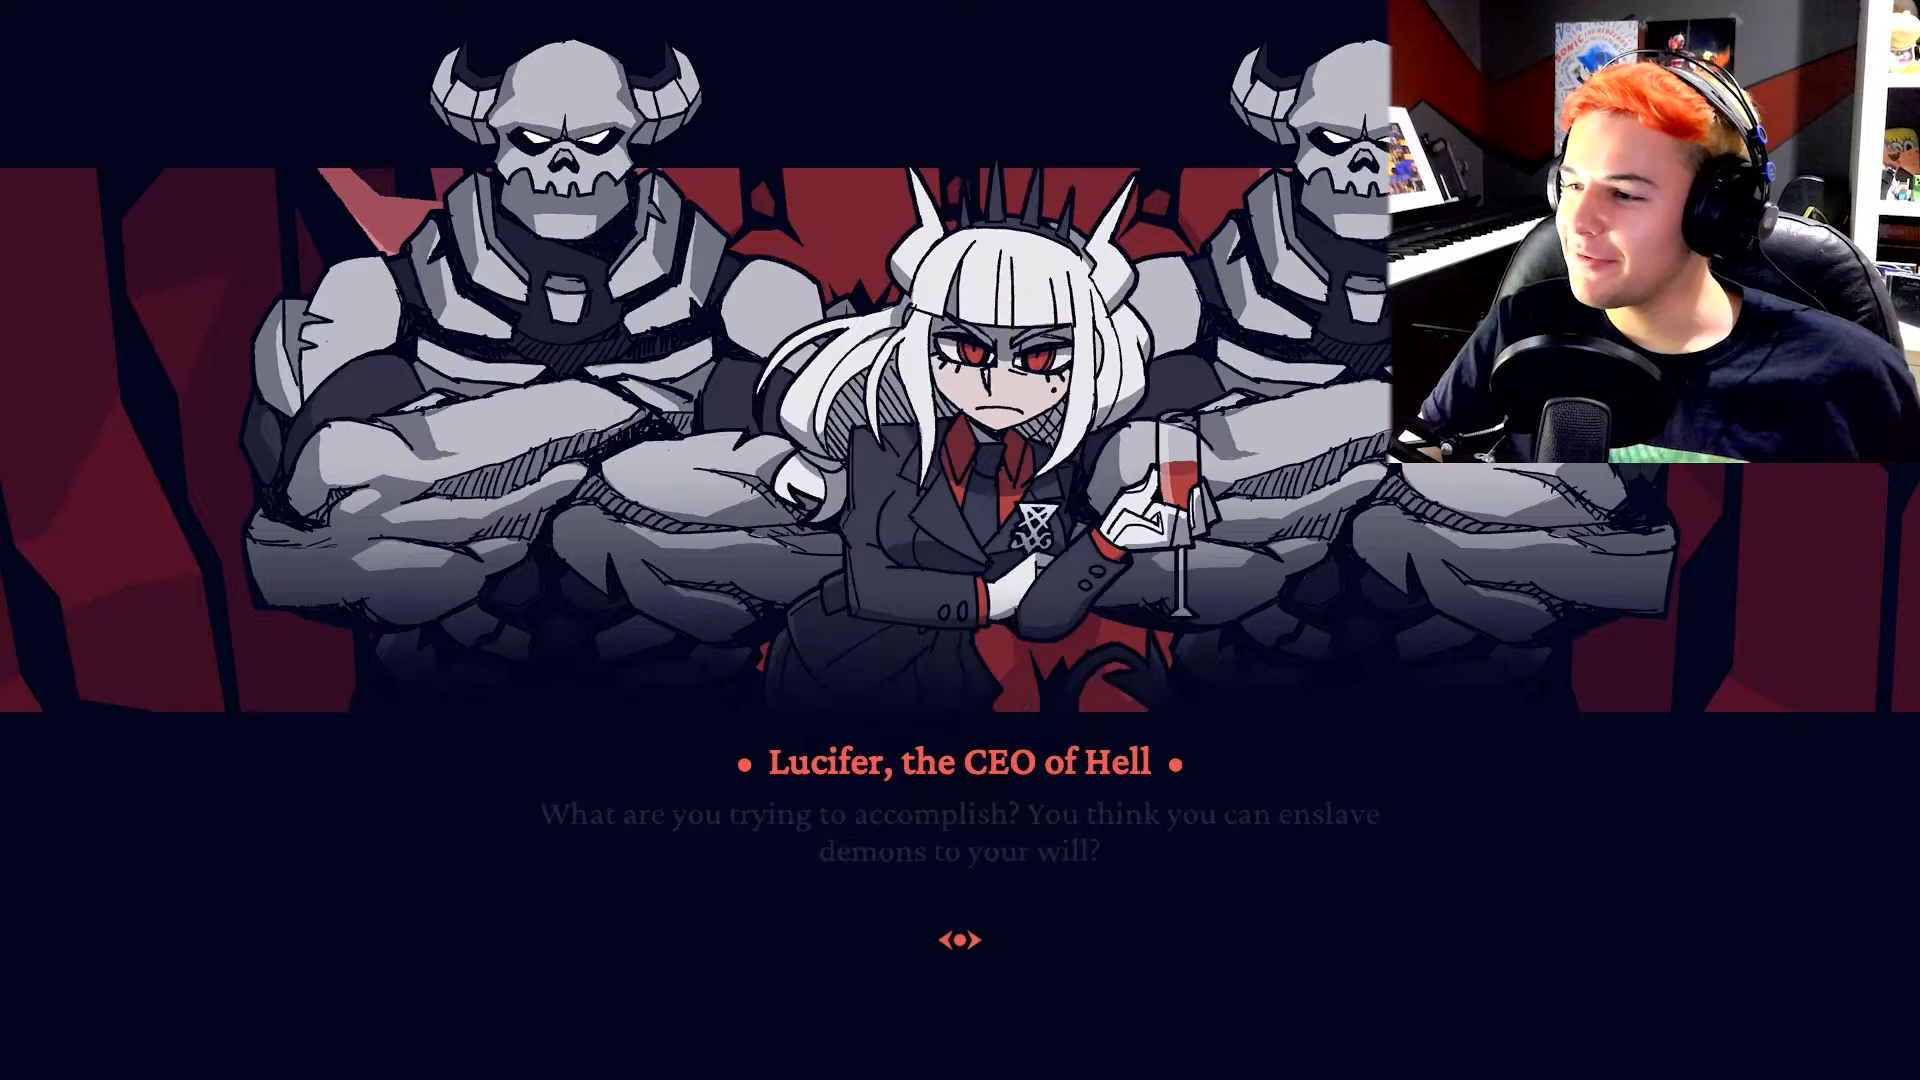 SONIC
• Lucifer, the CEO of Hell •
What are you trying to accomplish? You think you can enslave
demons to your will?